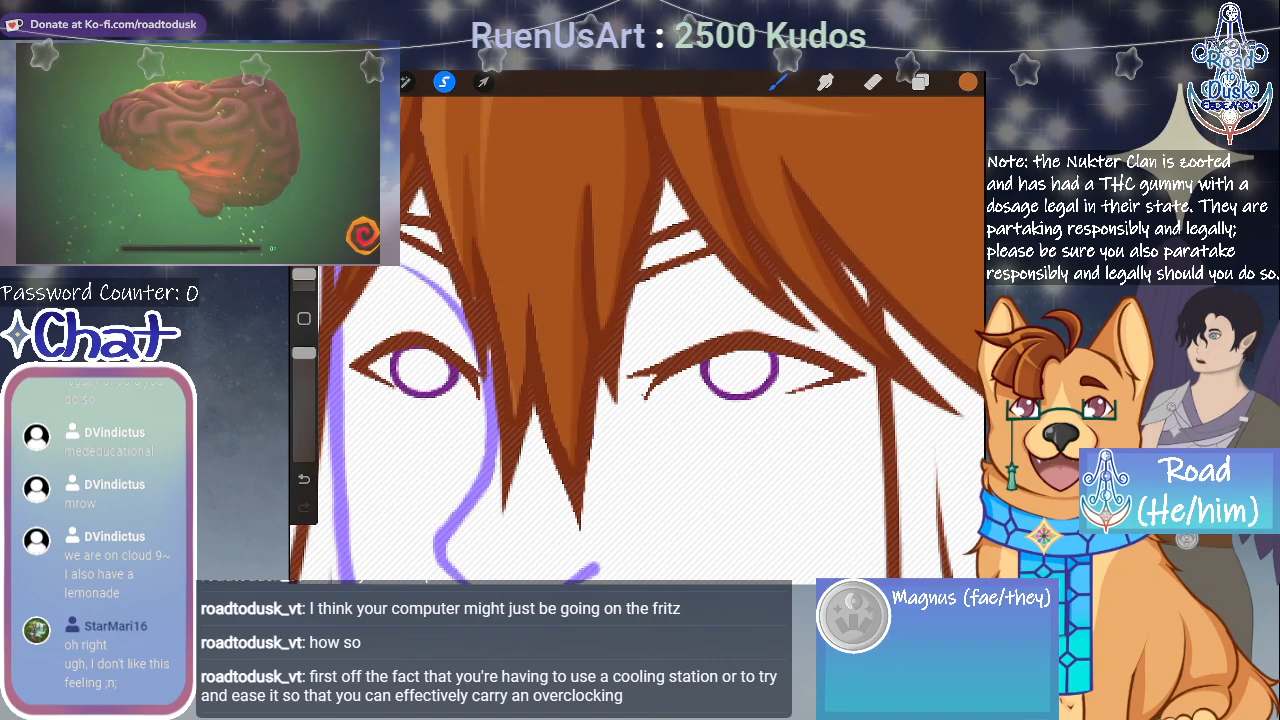 Donate at Ko-fi.com/roadtodusk
RuenUsArt : 2500 Kudos
Road
to
Dusk
Note: the Nukter Clan is zooted
and has had a THC gummy with a
dosage legal in their state. They are
partaking responsibly and legally;
please be sure you also paratake
responsibly and legally should you do so.
Password Counter: 0
Chat
do so.
DVindictus
mededucational
DVindictus
mrow
DVindictus
we are on cloud 9~
I also have a
lemonade
StarMari16
oh right
ugh, I don't like this
feeling ;n;
Road
(He/him)
Magnus (fae/they)
roadtodusk_vt: I think your computer might just be going on the fritz
roadtodusk_vt: how so
roadtodusk_vt: first off the fact that you're having to use a cooling station or to try
and ease it so that you can effectively carry an overclocking